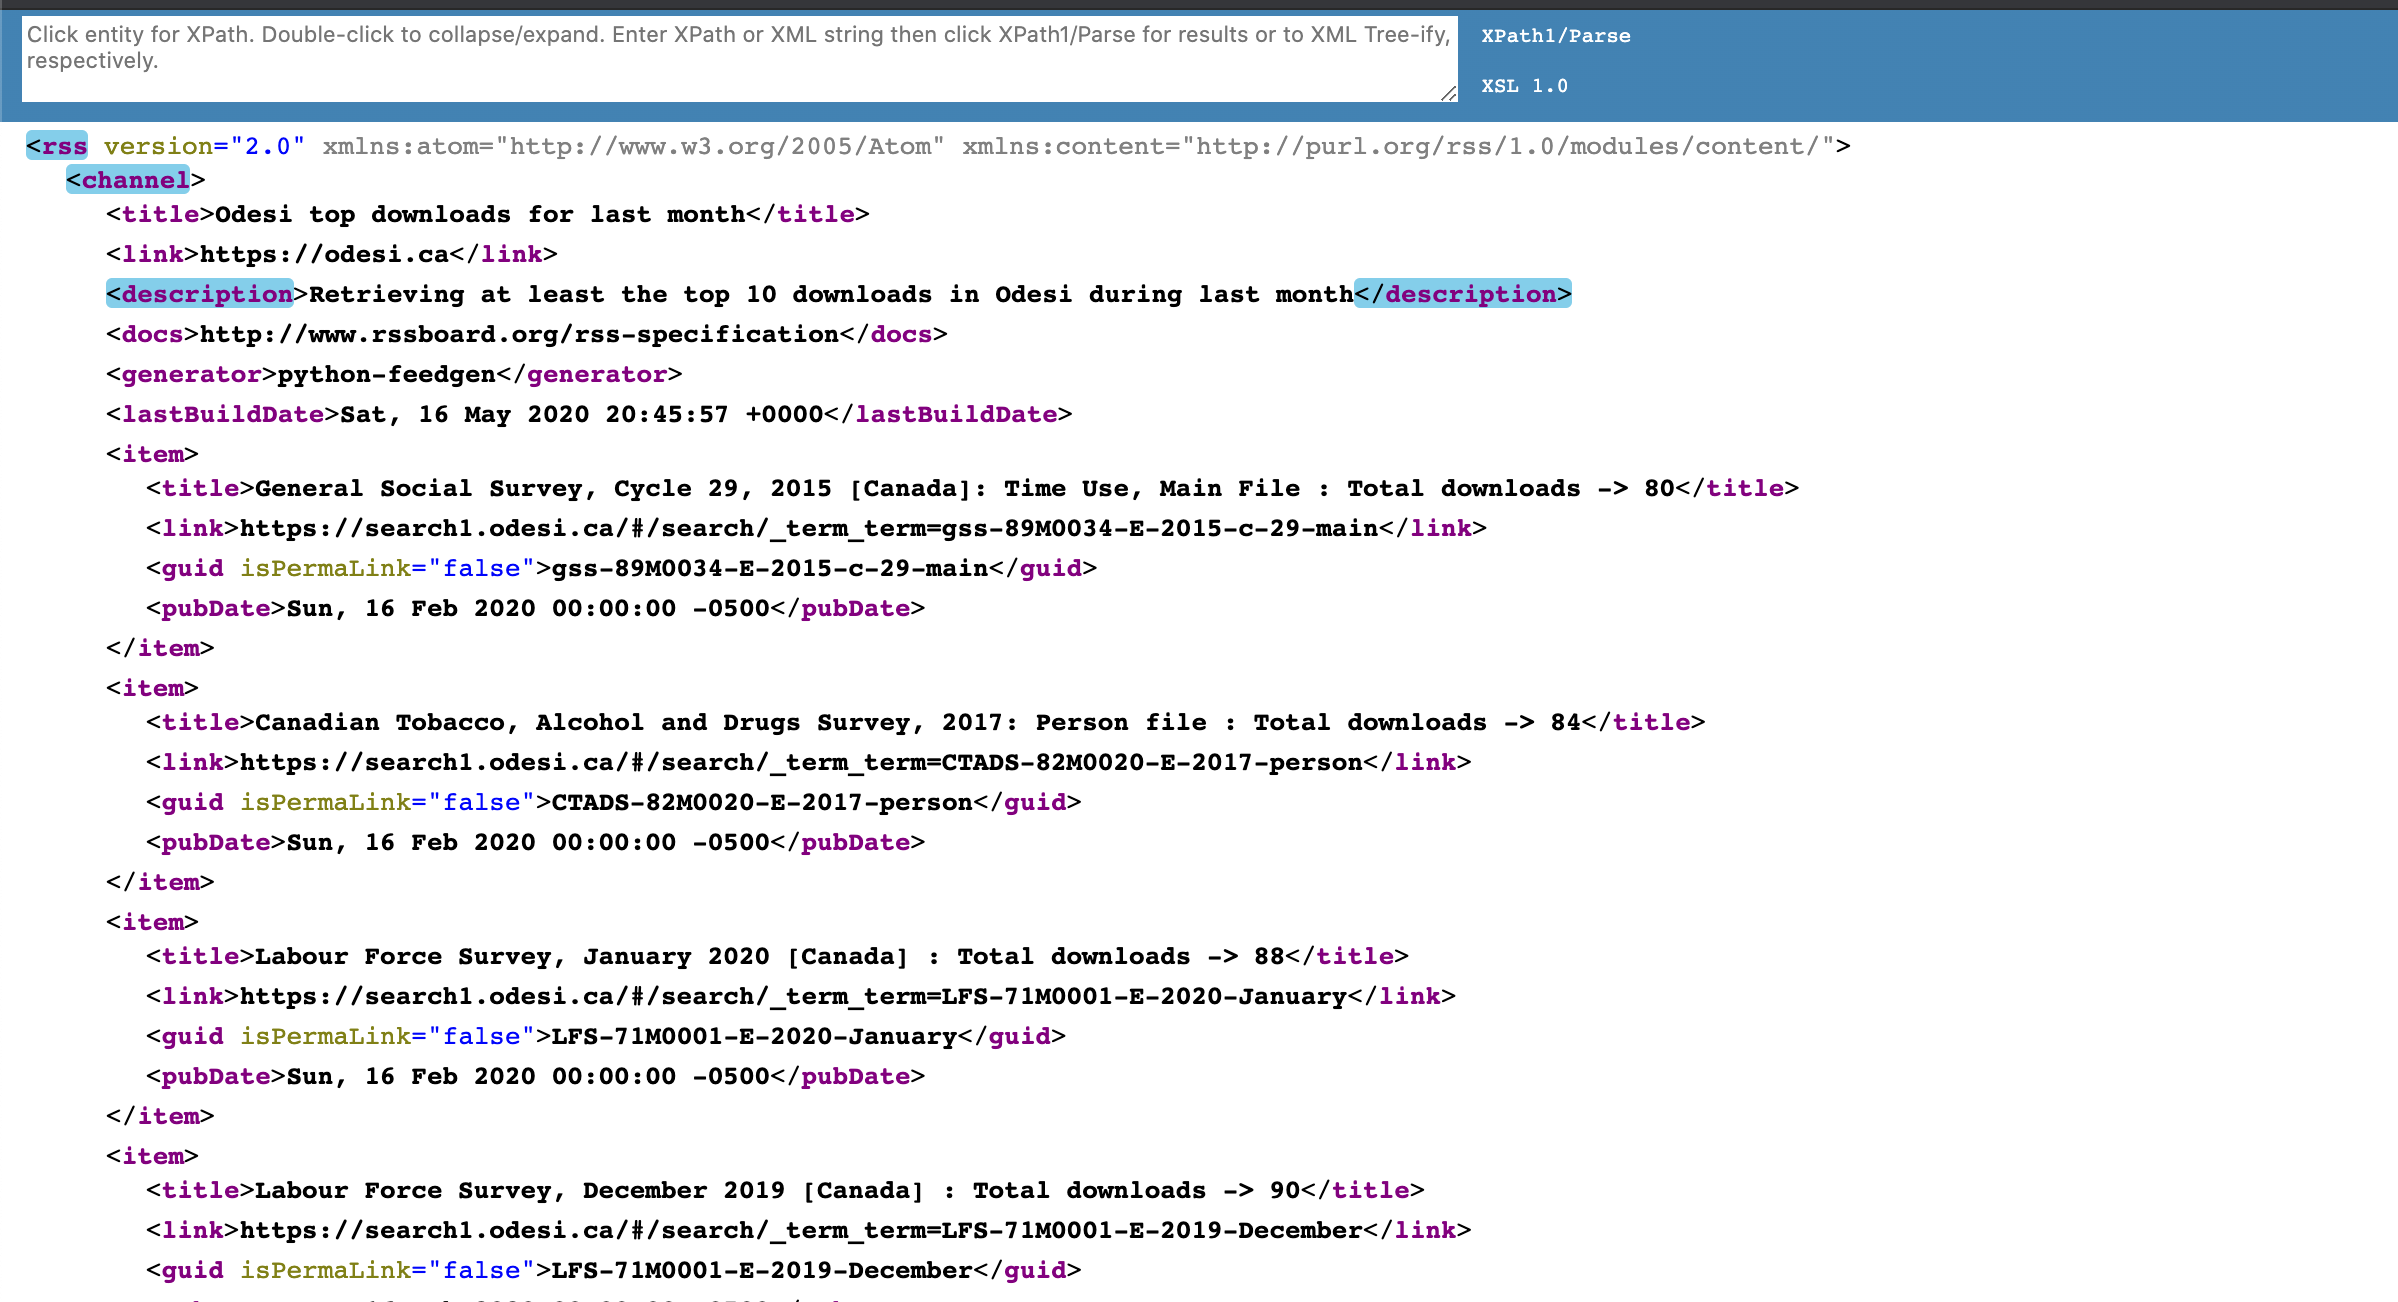 Click entity for XPath. Double-click to collapse/expand. Enter XPath or XML string then click XPath1/Parse for results or to XML Tree-ify,
respectively.
XPath1/Parse
XSL 1.0
<rss version="2.0" xmlns:atom="http://www.w3.org/2005/Atom" xmlns:content="http://purl.org/rss/1.0/modules/content/">
<channel>
<title>Odesi top downloads for last month</title>
<link>https://odesi.ca</link>
<description>Retrieving at least the top 10 downloads in Odesi during last month</description>
<docs>http://www.rssboard.org/rss-specification</docs>
<generator>python-feedgen</generator>
<lastBuildDate>Sat, 16 May 2020 20:45:57 +0000</lastBuildDate>
<item>
<title>General Social Survey, Cycle 29, 2015 [Canada]: Time Use, Main File : Total downloads -> 80</title>
<link>https://search1.odesi.ca/#/search/_term_term=gss-89M0034-E-2015-c-29-main</link>
<guid isPermaLink="false">gss-89M0034-E-2015-c-29-main</guid>
<pubDate>Sun, 16 Feb 2020 00:00:00 -0500</pubDate>
</item>
<item>
<title>Canadian Tobacco, Alcohol and Drugs Survey, 2017: Person file : Total downloads -> 84</title>
<link>https://search1.odesi.ca/#/search/_term_term=CTADS-82M0020-E-2017-person</link>
<guid isPermaLink="false">CTADS-82M0020-E-2017-person</guid>
<pubDate>Sun, 16 Feb 2020 00:00:00 -0500</pubDate>
</item>
<item>
<title>Labour Force Survey, January 2020 [Canada] : Total downloads -> 88</title>
<link>https://search1.odesi.ca/#/search/_term_term=LFS-71M0001-E-2020-January</link>
<guid isPermaLink="false">LFS-71M0001-E-2020-January</guid>
<pubDate>Sun, 16 Feb 2020 00:00:00 -0500</pubDate>
</item>
<item>
<title>Labour Force Survey, December 2019 [Canada] : Total downloads -> 90</title>
<link>https://search1.odesi.ca/#/search/_term_term=LFS-71M0001-E-2019-December</link>
<guid isPermaLink="false">LFS-71M0001-E-2019-December</guid>